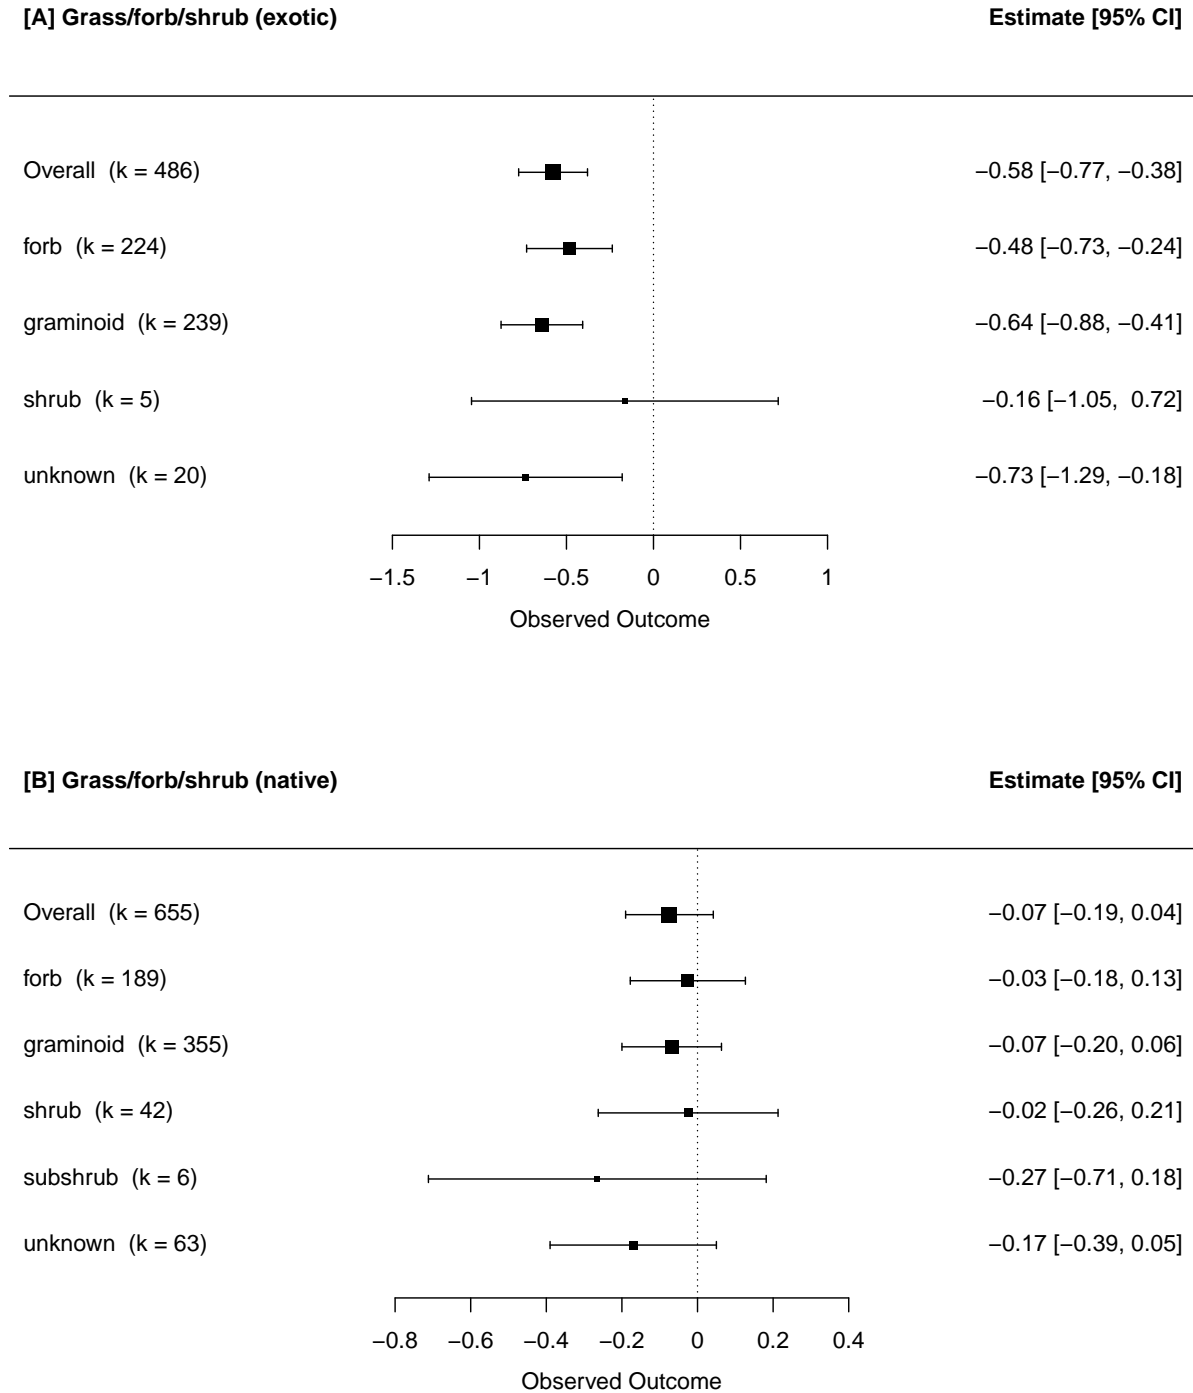 [A] Grass/forb/shrub (exotic) Estimate [95% CI]
Overall (k = 486) −0.58 [−0.77, −0.38]
forb (k = 224) −0.48 [−0.73, −0.24]
graminoid (k = 239) −0.64 [−0.88, −0.41]
shrub (k = 5) −0.16 [−1.05, 0.72]
unknown (k = 20) −0.73 [−1.29, −0.18]
−1.5 −1 −0.5 0 0.5 1
Observed Outcome
[B] Grass/forb/shrub (native) Estimate [95% CI]
Overall (k = 655) −0.07 [−0.19, 0.04]
forb (k = 189) −0.03 [−0.18, 0.13]
graminoid (k = 355) −0.07 [−0.20, 0.06]
shrub (k = 42) −0.02 [−0.26, 0.21]
subshrub (k = 6) −0.27 [−0.71, 0.18]
unknown (k = 63) −0.17 [−0.39, 0.05]
−0.8 −0.6 −0.4 −0.2 0 0.2 0.4
Observed Outcome